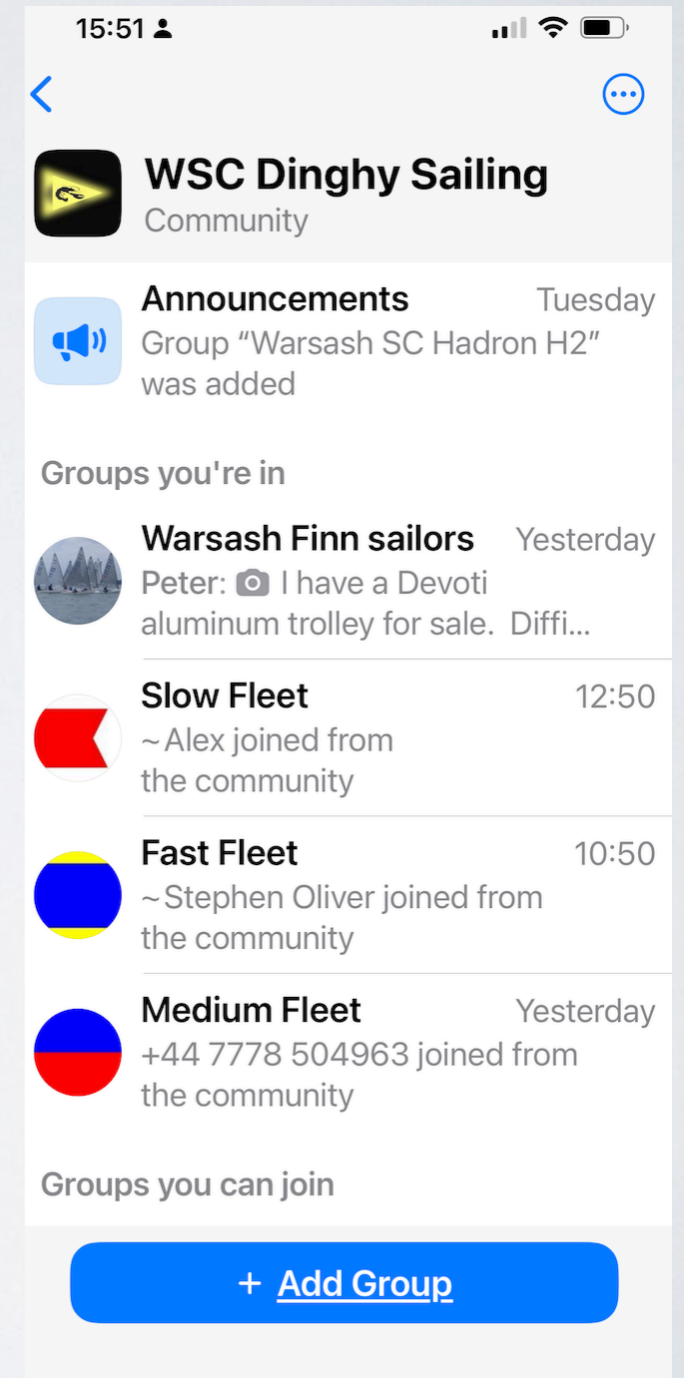 15:51
WSC Dinghy Sailing
Community
Announcements Tuesday
Group “Warsash SC Hadron H2”
was added
Groups you're in
Warsash Finn sailors Yesterday
Peter: I have a Devoti
aluminum trolley for sale.  Diffi...
Slow Fleet 12:50
~Alex joined from
the community
Fast Fleet 10:50
~Stephen Oliver joined from
the community
Medium Fleet Yesterday
+44 7778 504963 joined from
the community
Groups you can join
+ Add Group